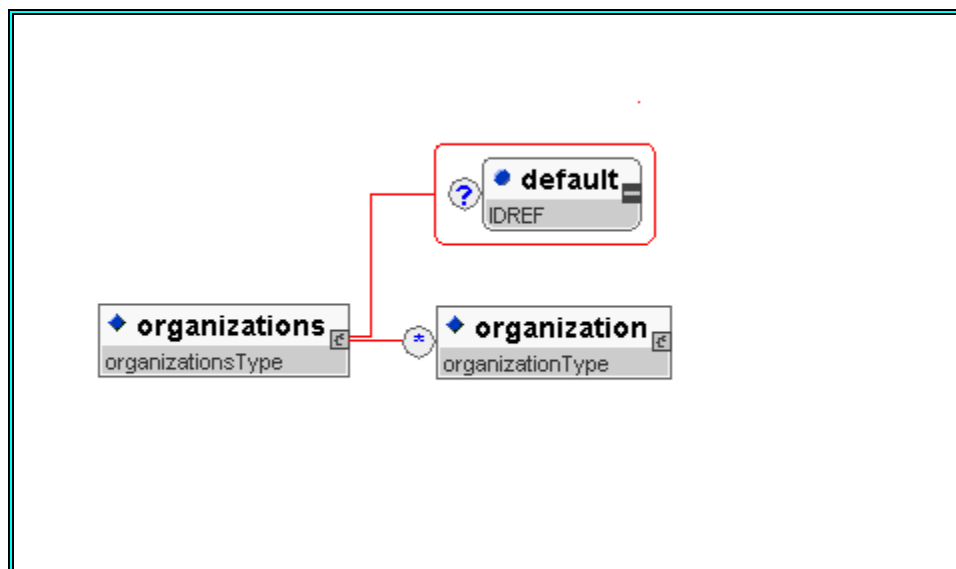 ? default
IDREF
organizations
organizationsType
* organization
organizationType